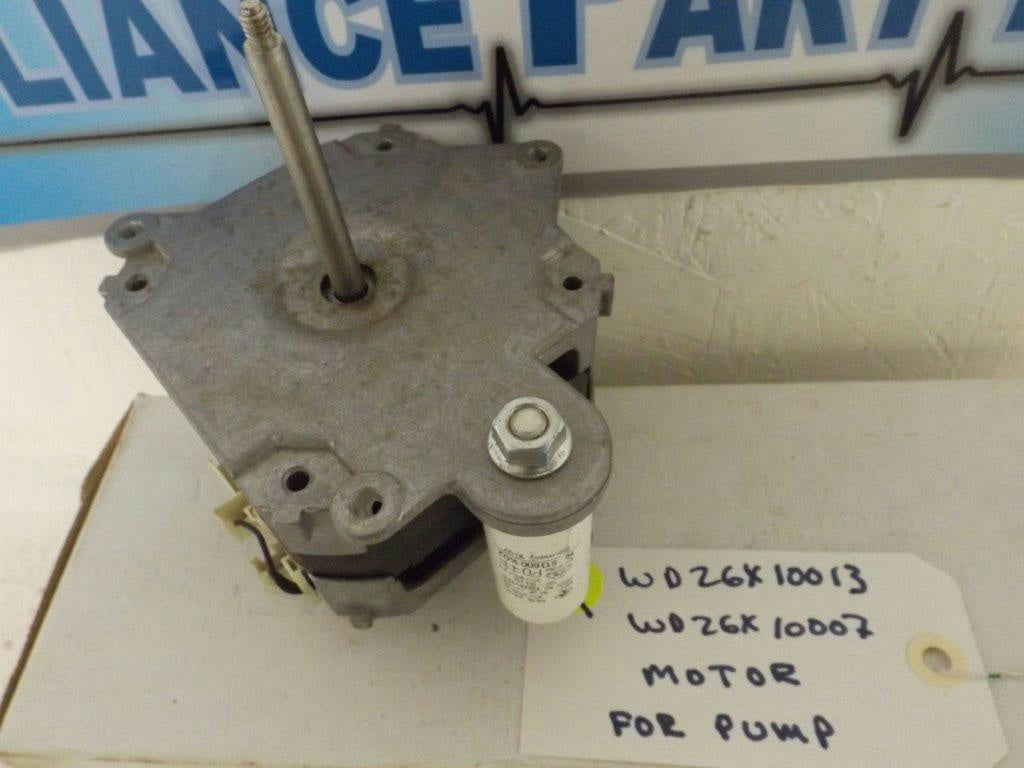 LIANCE PART
WD26X10013
WD26X10007
MOTOR
FOR PUMP